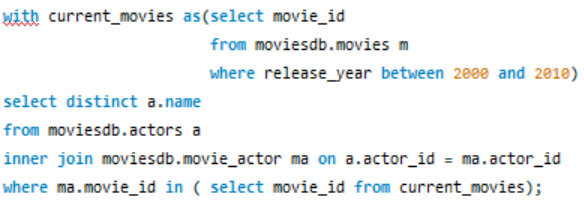 with current_movies as(select movie_id
from moviesdb.movies m
where release_year between 2000 and 2010)
select distinct a.name
from moviesdb.actors a
inner join moviesdb.movie_actor ma on a.actor_id = ma.actor_id
where ma.movie_id in ( select movie_id from current_movies);